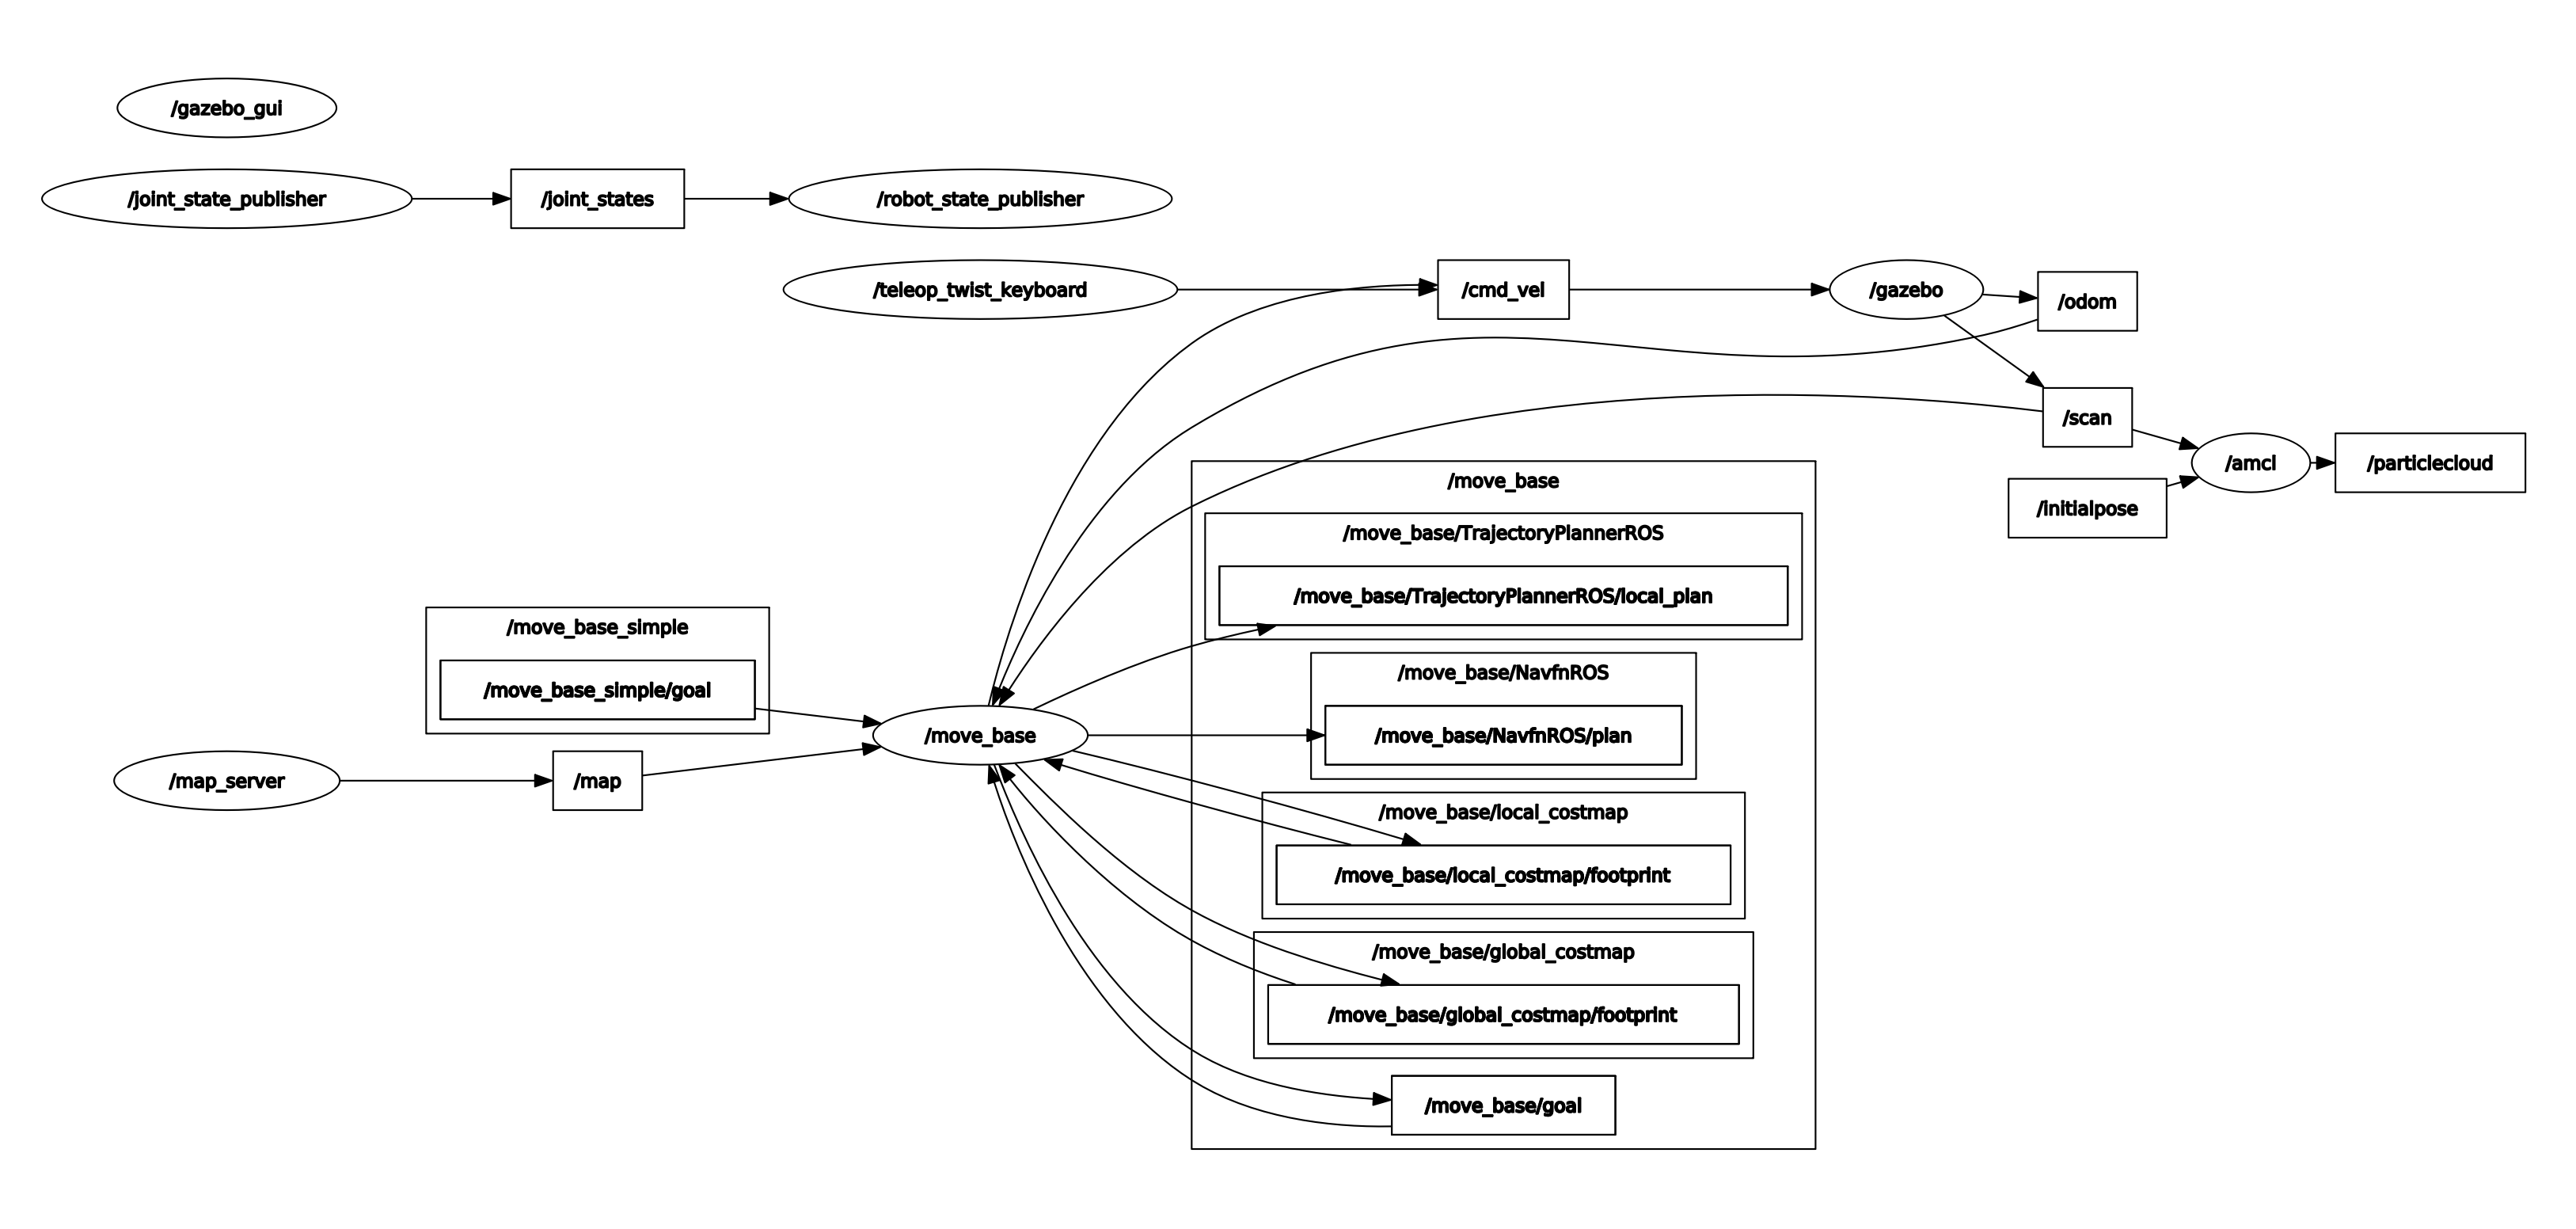 /gazebo_gui
/joint_state_publisher
/joint_states
/robot_state_publisher
/teleop_twist_keyboard
/cmd_vel
/gazebo
/odom
/scan
/amcl
/particlecloud
/initialpose
/move_base
/move_base/TrajectoryPlannerROS
/move_base/TrajectoryPlannerROS/local_plan
/move_base_simple
/move_base_simple/goal
/move_base/NavfnROS
/move_base/NavfnROS/plan
/move_base
/map_server
/map
/move_base/local_costmap
/move_base/local_costmap/footprint
/move_base/global_costmap
/move_base/global_costmap/footprint
/move_base/goal